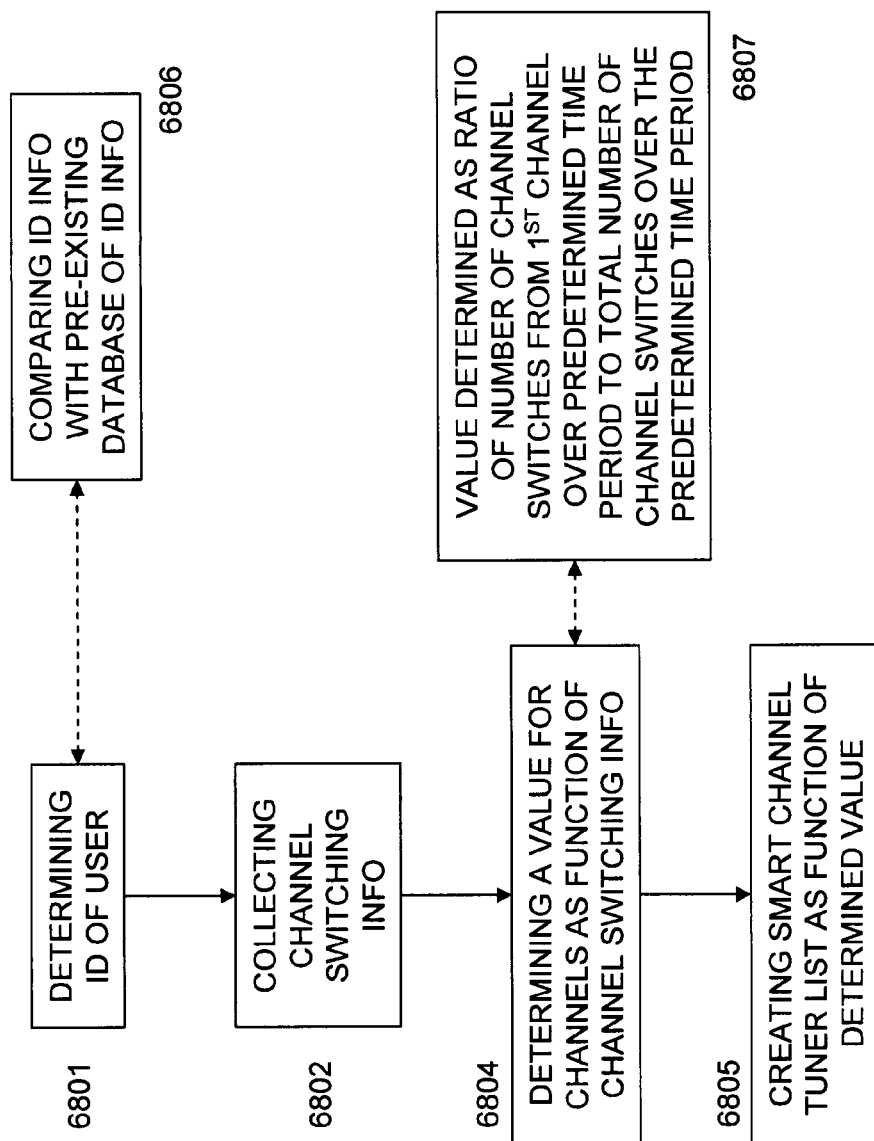 6801
DETERMINING
ID OF USER
COMPARING ID INFO
WITH PRE-EXISTING
DATABASE OF ID INFO
6806
6802
COLLECTING
CHANNEL
SWITCHING
INFO
6804
DETERMINING A VALUE FOR
CHANNELS AS FUNCTION OF
CHANNEL SWITCHING INFO
VALUE DETERMINED AS RATIO
OF NUMBER OF CHANNEL
SWITCHES FROM 1ST CHANNEL
OVER PREDETERMINED TIME
PERIOD TO TOTAL NUMBER OF
CHANNEL SWITCHES OVER THE
PREDETERMINED TIME PERIOD
6807
6805
CREATING SMART CHANNEL
TUNER LIST AS FUNCTION OF
DETERMINED VALUE